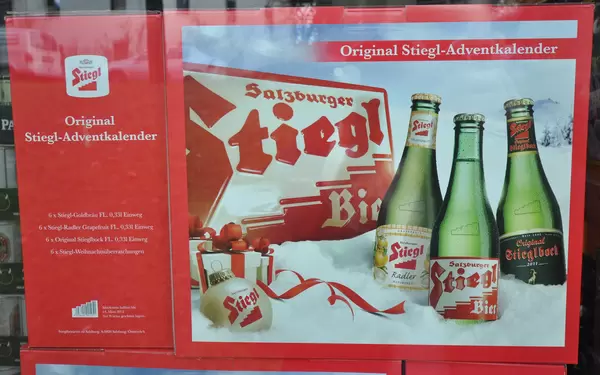 Stiegl
Original
Stiegl-Adventkalender
6 x Stiegl-Goldbräu Fl. 0,33l Einweg
6 x Stiegl-Radler Grapefruit Fl. 0,33l Einweg
6 x Original Stieglbock Fl. 0,33l Einweg
6 x Stiegl-Weihnachtsüberraschungen
Original Stiegl-Adventkalender
Salzburger
Stiegl
Bier
Stiegl
Stiegl
Radler
Stiegl
Salzburger
Stiegl
Bier
Stiegl
Original
Stieglbock
PA